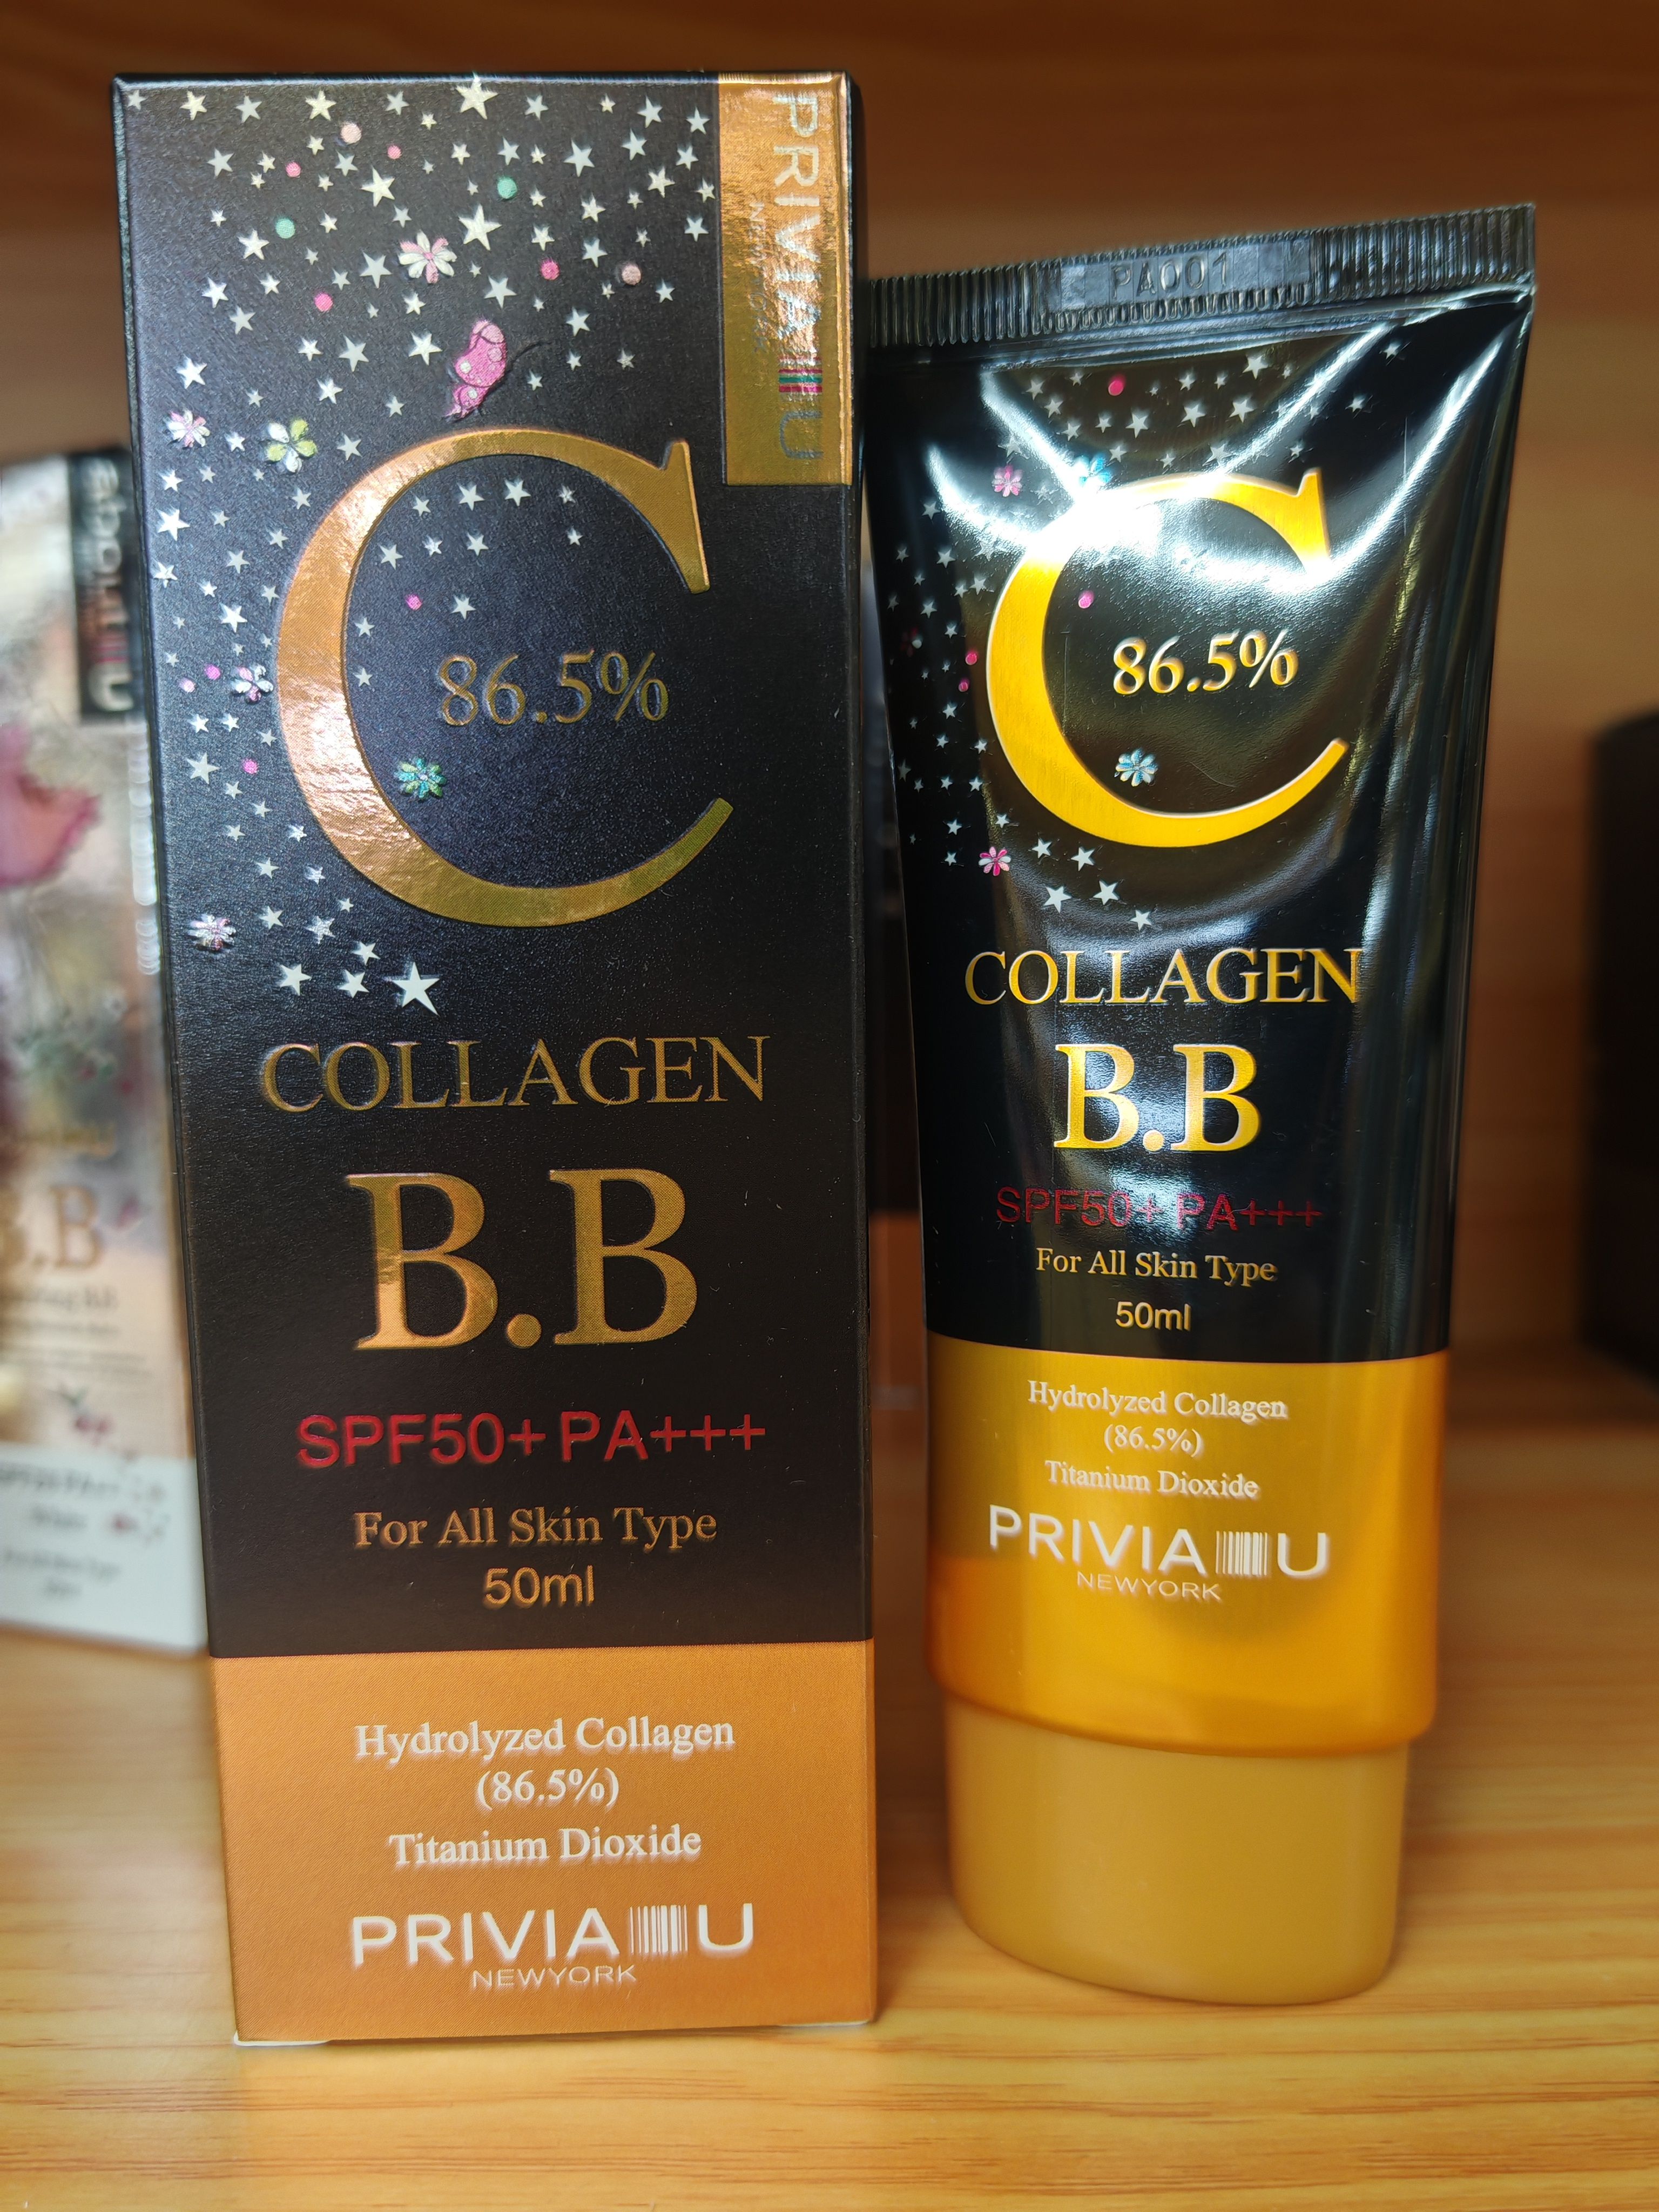 PRIVIA U
NEWYORK
C
86.5%
COLLAGEN
B.B
SPF50+ PA+++
For All Skin Type
50ml
Hydrolyzed Collagen
(86.5%)
Titanium Dioxide
PRIVIA U
NEWYORK
PA001
C
86.5%
COLLAGEN
B.B
SPF50+ PA+++
For All Skin Type
50ml
Hydrolyzed Collagen
(86.5%)
Titanium Dioxide
PRIVIA U
NEWYORK
B.B